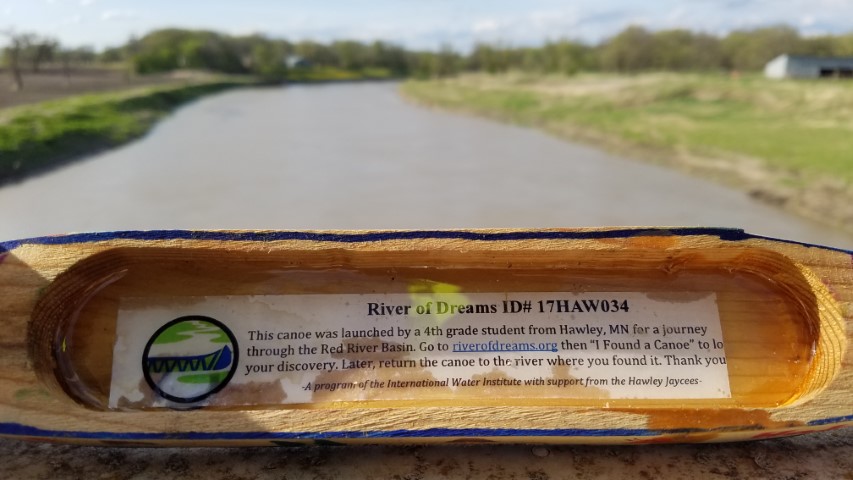 River of Dreams ID# 17HAW034
This canoe was launched by a 4th grade student from Hawley, MN for a journey
through the Red River Basin. Go to riverofdreams.org then “I Found a Canoe” to lo
your discovery. Later, return the canoe to the river where you found it. Thank you
-A program of the International Water Institute with support from the Hawley Jaycees-